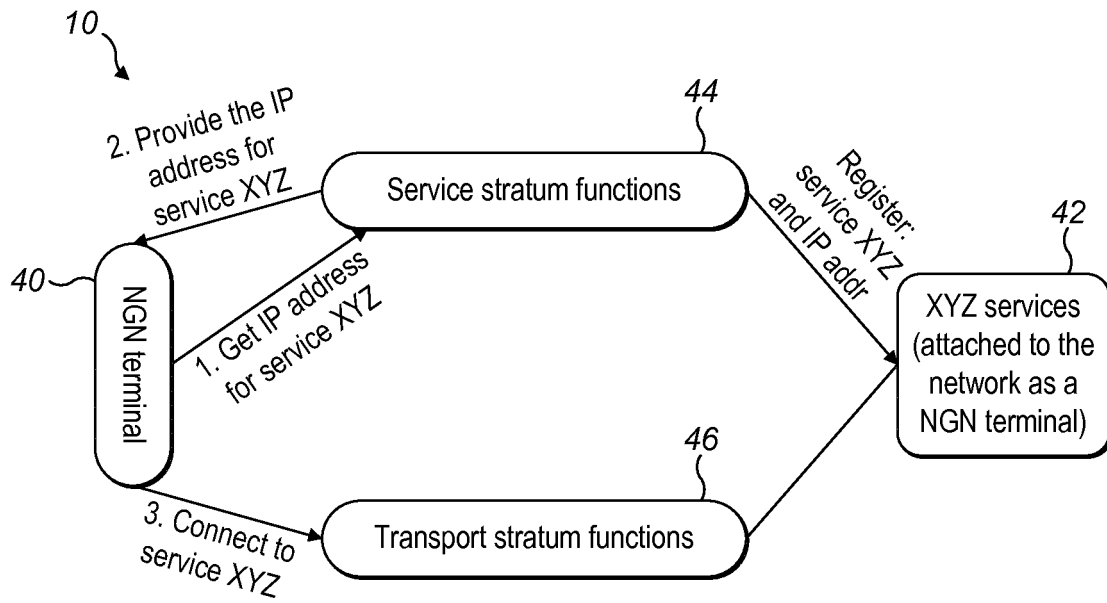 10
44
2. Provide the IP
address for
service XYZ
Service stratum functions
Register:
service XYZ
and IP addr
42
40
NGN terminal
1. Get IP address
for service XYZ
XYZ services
(attached to the
network as a
NGN terminal)
46
3. Connect to
service XYZ
Transport stratum functions